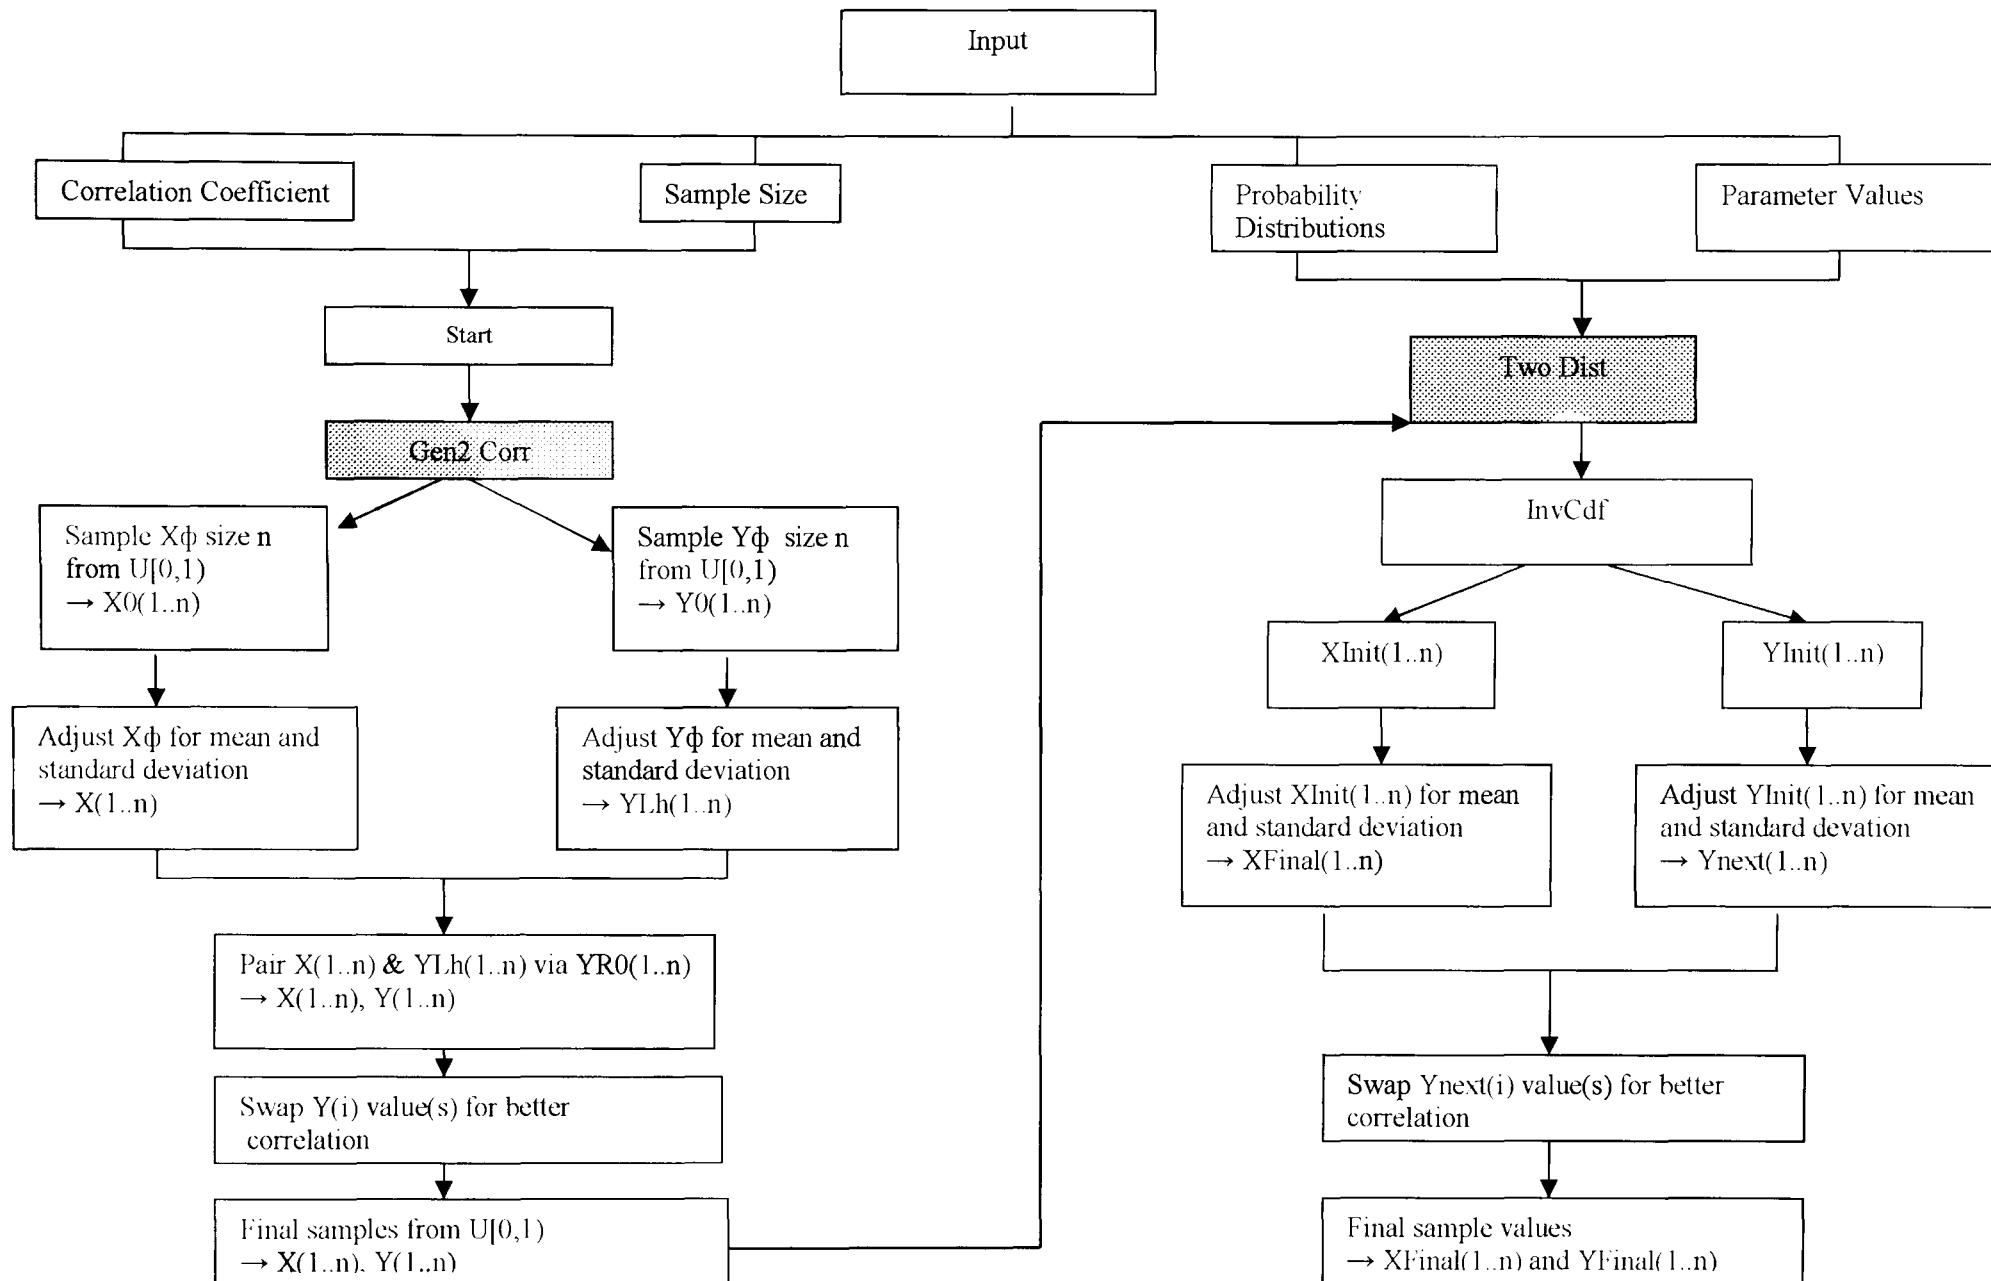 Input
Correlation Coefficient
Sample Size
Probability
Distributions
Parameter Values
Start
Gen2 Corr
Sample Xϕ size n
from U[0,1)
→ X0(1..n)
Sample Yϕ size n
from U[0,1)
→ Y0(1..n)
Adjust Xϕ for mean and
standard deviation
→ X(1..n)
Adjust Yϕ for mean and
standard deviation
→ YLh(1..n)
Pair X(1..n) & YLh(1..n) via YR0(1..n)
→ X(1..n), Y(1..n)
Swap Y(i) value(s) for better
correlation
Final samples from U[0,1)
→ X(1..n), Y(1..n)
Two Dist
InvCdf
XInit(1..n)
YInit(1..n)
Adjust XInit(1..n) for mean
and standard deviation
→ XFinal(1..n)
Adjust YInit(1..n) for mean
and standard devation
→ Ynext(1..n)
Swap Ynext(i) value(s) for better
correlation
Final sample values
→ XFinal(1..n) and YFinal(1..n)